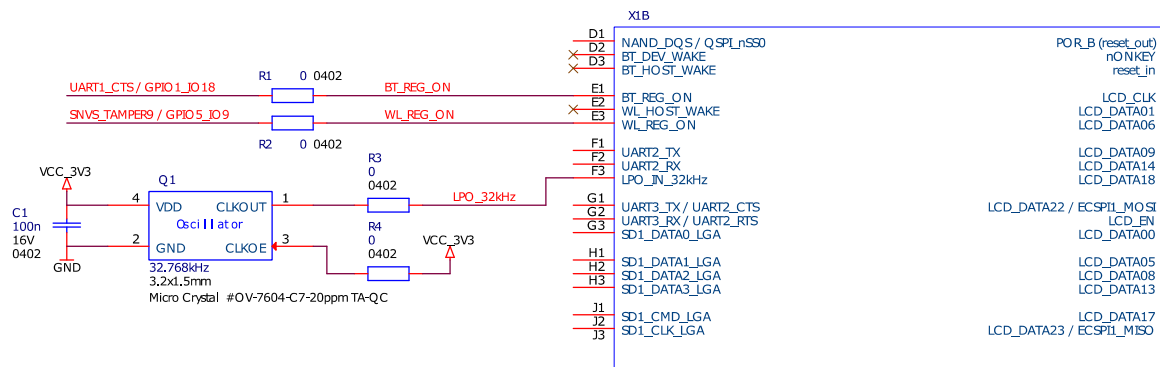 X1B
D1 NAND_DQS / QSPI_nSS0 POR_B (reset_out)
D2 BT_DEV_WAKE nONKEY
D3 BT_HOST_WAKE reset_in
R1 0 0402
UART1_CTS / GPIO1_IO18 BT_REG_ON E1 BT_REG_ON LCD_CLK
E2 WL_HOST_WAKE LCD_DATA01
SNVS_TAMPER9 / GPIO5_IO9 WL_REG_ON E3 WL_REG_ON LCD_DATA06
R2 0 0402
F1 UART2_TX LCD_DATA09
F2 UART2_RX LCD_DATA14
F3 LPO_IN_32kHz LCD_DATA18
R3
0
0402
VCC_3V3
Q1
LPO_32kHz
4 VDD CLKOUT 1
Oscillator
2 GND CLKOE 3
C1
100n
16V
0402
GND
R4
0
0402
VCC_3V3
32.768kHz
3.2x1.5mm
Micro Crystal #OV-7604-C7-20ppm TA-QC
G1 UART3_TX / UART2_CTS LCD_DATA22 / ECSPI1_MOSI
G2 UART3_RX / UART2_RTS LCD_EN
G3 SD1_DATA0_LGA LCD_DATA00
H1 SD1_DATA1_LGA LCD_DATA05
H2 SD1_DATA2_LGA LCD_DATA08
H3 SD1_DATA3_LGA LCD_DATA13
J1 SD1_CMD_LGA LCD_DATA17
J2 SD1_CLK_LGA LCD_DATA23 / ECSPI1_MISO
J3